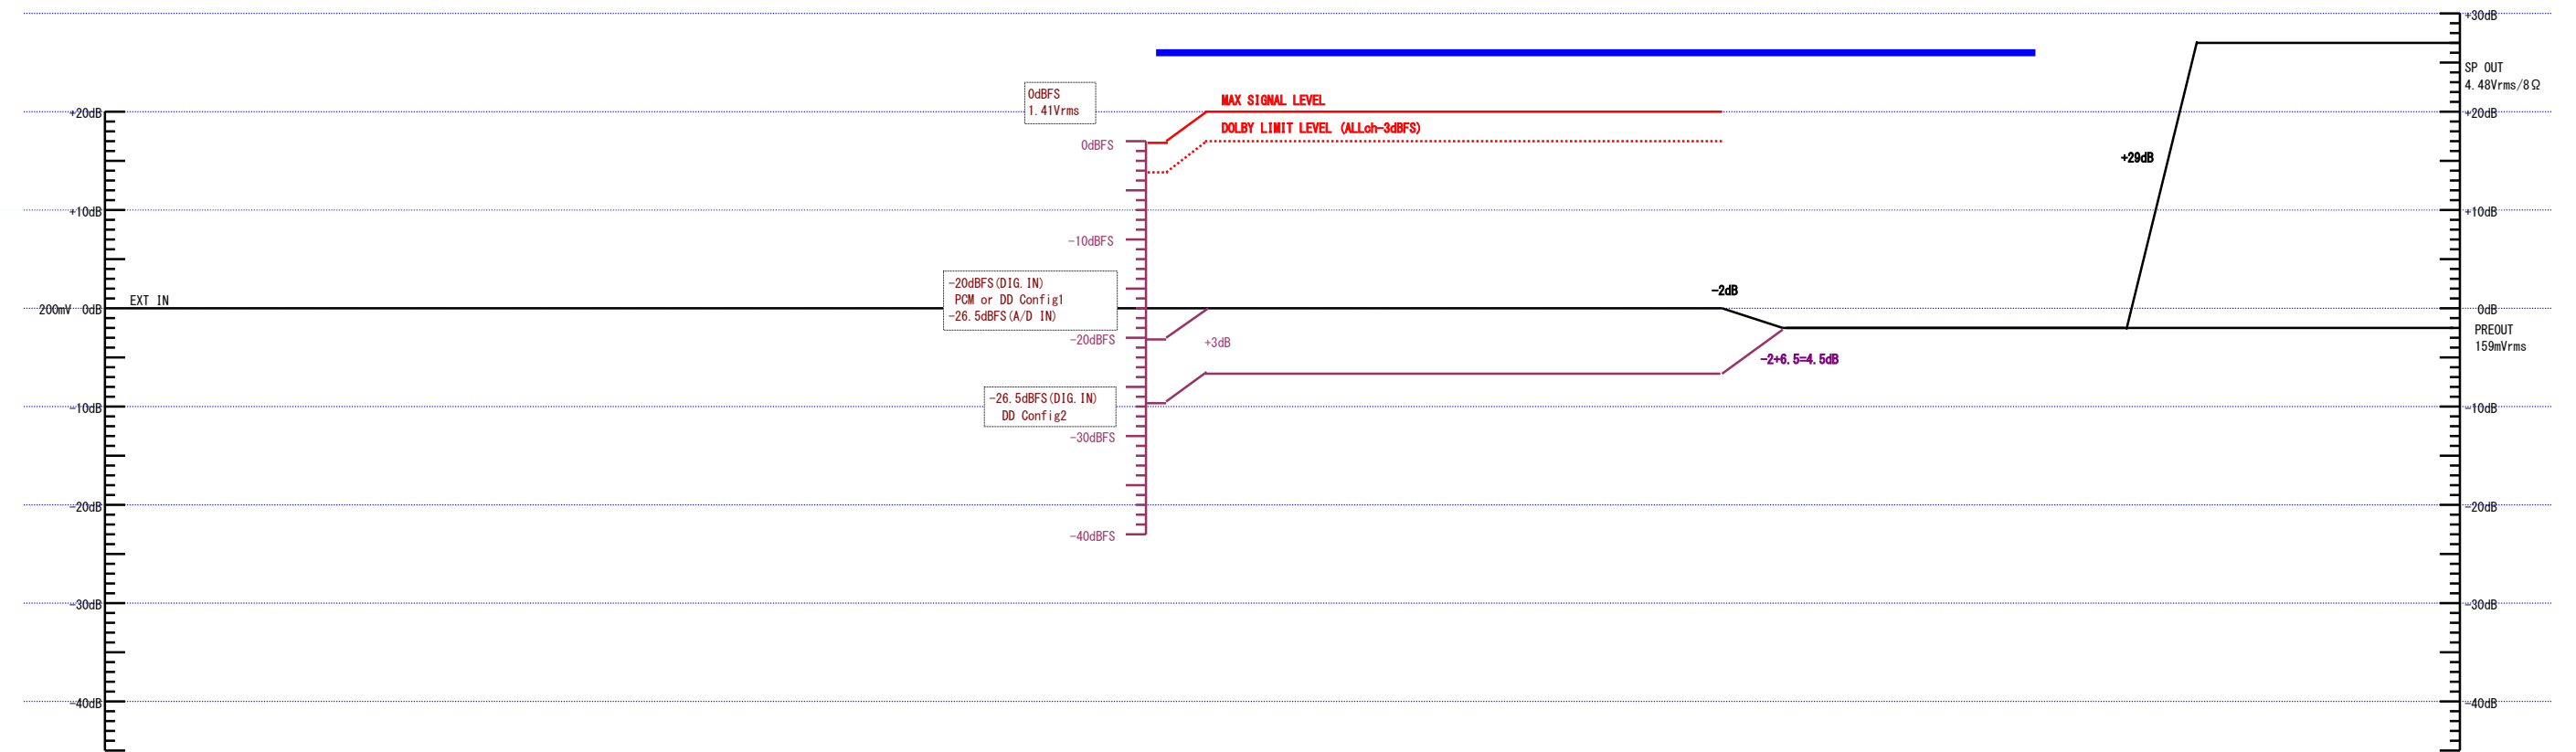 +30dB
SP OUT
4.48Vrms/8Ω
0dBFS
1.41Vrms
MAX SIGNAL LEVEL
+20dB
+20dB
DOLBY LIMIT LEVEL (ALLch-3dBFS)
0dBFS
+29dB
+10dB
+10dB
-10dBFS
-20dBFS(DIG.IN)
PCM or DD Config1
-26.5dBFS(A/D IN)
-2dB
EXT IN
200mV 0dB
0dB
PREOUT
159mVrms
-20dBFS
+3dB
-2+6.5=4.5dB
-26.5dBFS(DIG.IN)
DD Config2
-10dB
-10dB
-30dBFS
-20dB
-20dB
-40dBFS
-30dB
-30dB
-40dB
-40dB